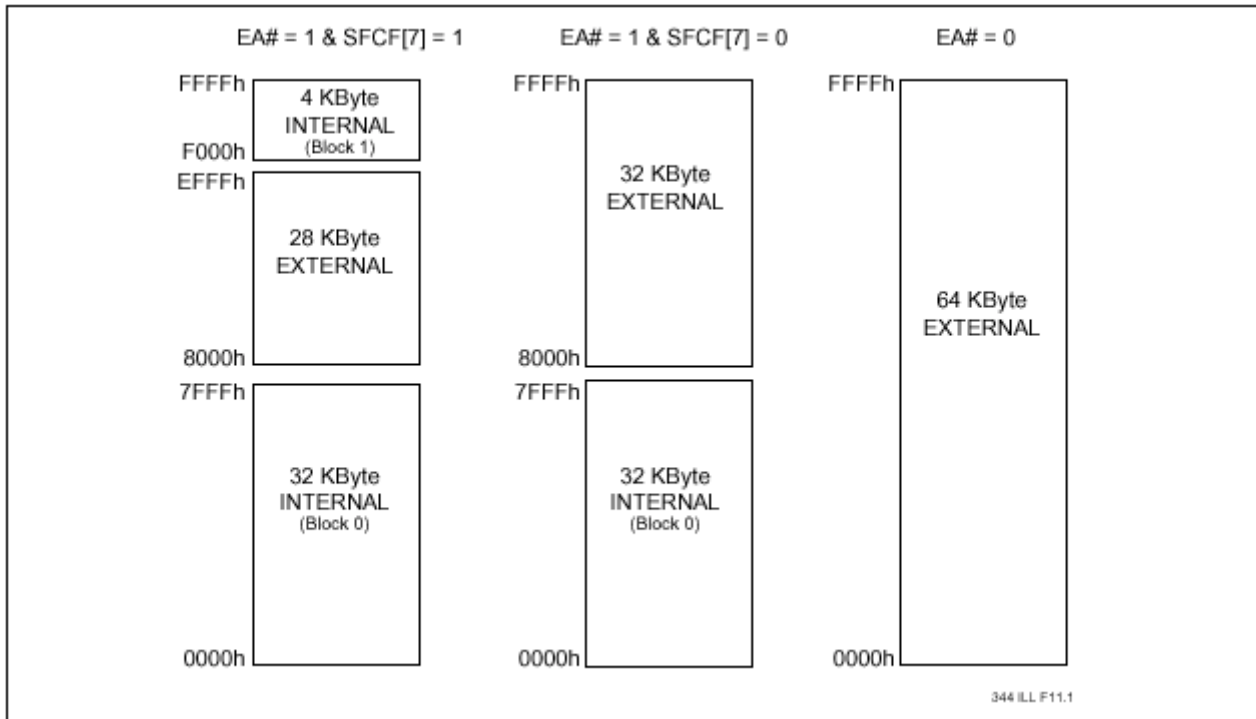 EA# = 1 & SFCF[7] = 1
FFFFh
4 KByte
INTERNAL
(Block 1)
F000h
EFFFh
28 KByte
EXTERNAL
8000h
7FFFh
32 KByte
INTERNAL
(Block 0)
0000h
EA# = 1 & SFCF[7] = 0
FFFFh
32 KByte
EXTERNAL
8000h
7FFFh
32 KByte
INTERNAL
(Block 0)
0000h
EA# = 0
FFFFh
64 KByte
EXTERNAL
0000h
344 ILL F11.1